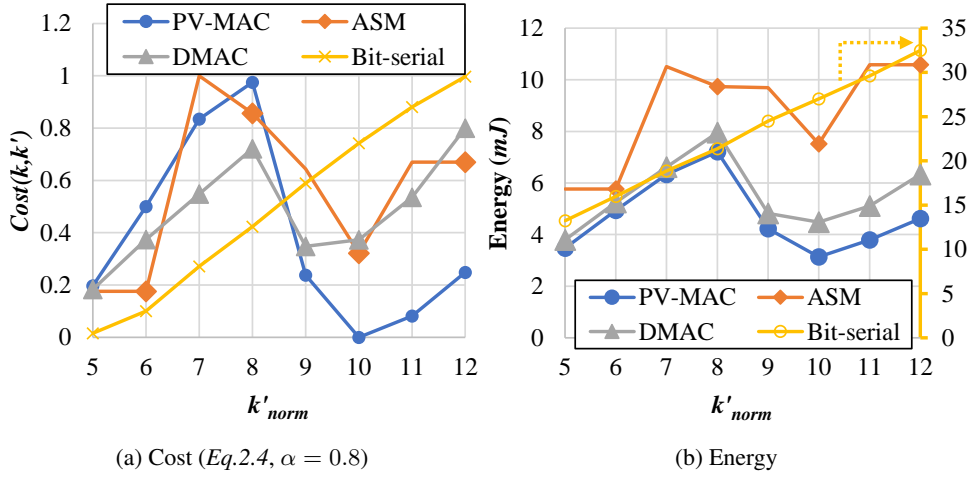 PV-MAC ASM
DMAC Bit-serial
Cost(k,k')
1.2
1
0.8
0.6
0.4
0.2
0
5 6 7 8 9 10 11 12
k'norm
(a) Cost (Eq.2.4, α = 0.8)
Energy (mJ)
12
10
8
6
4
2
0
35
30
25
20
15
10
5
0
PV-MAC ASM
DMAC Bit-serial
5 6 7 8 9 10 11 12
k'norm
(b) Energy